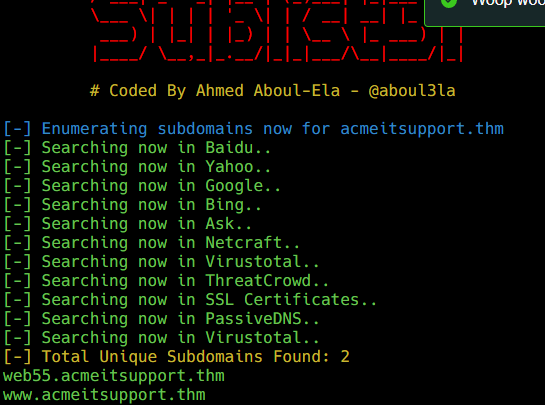 Woop woo
# Coded By Ahmed Aboul-Ela - @aboul3la
[-] Enumerating subdomains now for acmeitsupport.thm
[-] Searching now in Baidu..
[-] Searching now in Yahoo..
[-] Searching now in Google..
[-] Searching now in Bing..
[-] Searching now in Ask..
[-] Searching now in Netcraft..
[-] Searching now in Virustotal..
[-] Searching now in ThreatCrowd..
[-] Searching now in SSL Certificates..
[-] Searching now in PassiveDNS..
[-] Searching now in Virustotal..
[-] Total Unique Subdomains Found: 2
web55.acmeitsupport.thm
www.acmeitsupport.thm